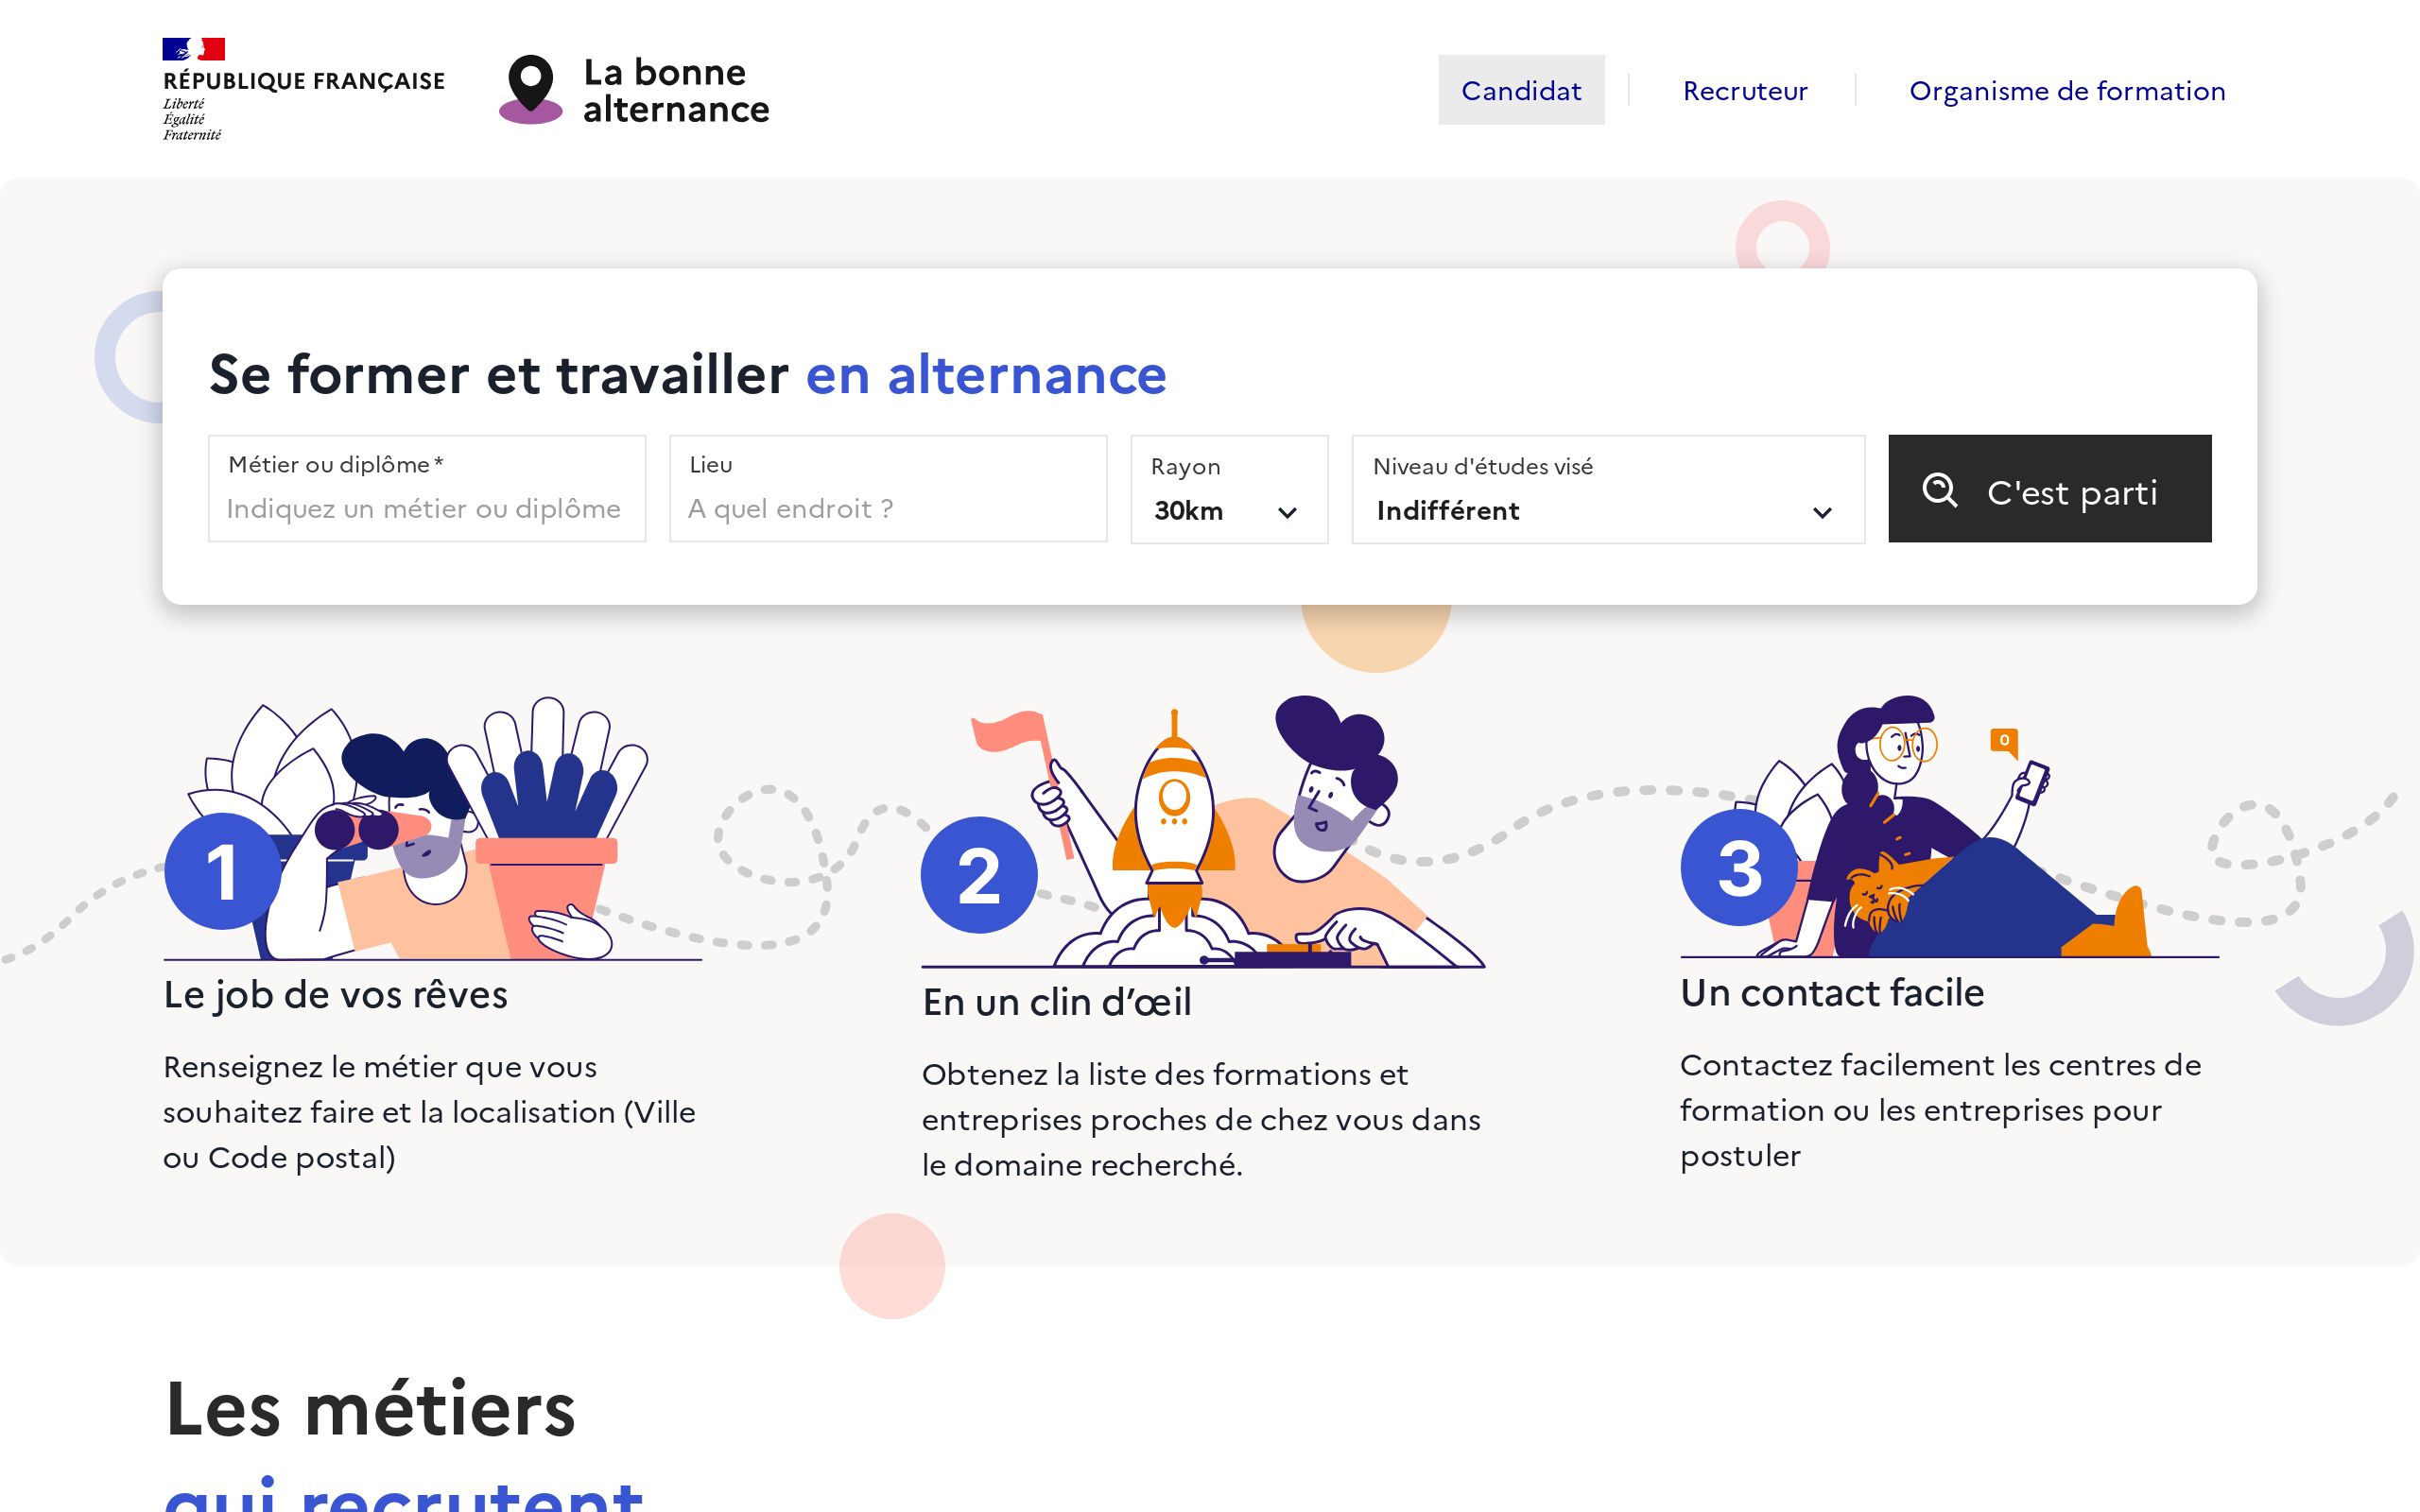 RÉPUBLIQUE FRANÇAISE
Liberté
Égalité
Fraternité
La bonne
alternance
Candidat
Recruteur
Organisme de formation
Se former et travailler en alternance
Métier ou diplôme*
Indiquez un métier ou diplôme
Lieu
A quel endroit ?
Rayon
30km
Niveau d'études visé
Indifférent
C'est parti
1
Le job de vos rêves
Renseignez le métier que vous
souhaitez faire et la localisation (Ville
ou Code postal)
2
En un clin d’œil
Obtenez la liste des formations et
entreprises proches de chez vous dans
le domaine recherché.
0
3
Un contact facile
Contactez facilement les centres de
formation ou les entreprises pour
postuler
Les métiers
qui recrutent